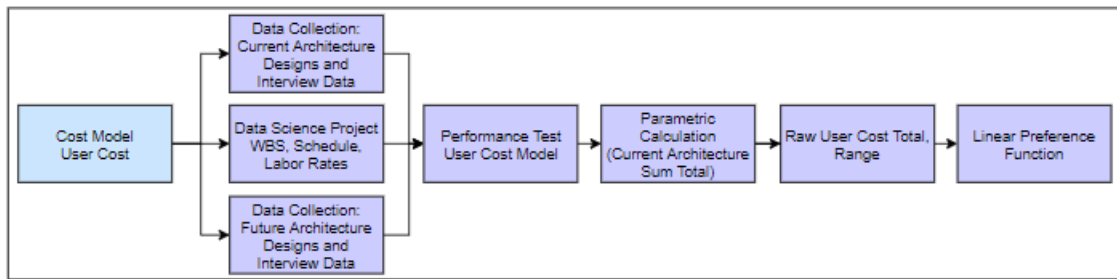 Cost Model
User Cost
Data Collection:
Current Architecture
Designs and
Interview Data
Data Science Project
WBS, Schedule,
Labor Rates
Data Collection:
Future Architecture
Designs and
Interview Data
Performance Test
User Cost Model
Parametric
Calculation
(Current Architecture
Sum Total)
Raw User Cost Total,
Range
Linear Preference
Function